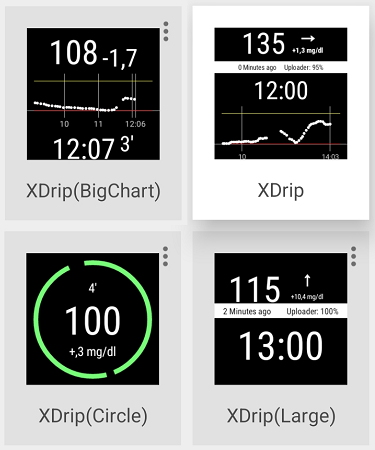 108 -1,7
10 11 12:06
12:07 3'
XDrip(BigChart)
135 → +1,3 mg/dl
0 Minutes ago Uploader: 95%
12:00
10 14:03
XDrip
4'
100
+,3 mg/dl
XDrip(Circle)
115 ↑ +10,4 mg/dl
2 Minutes ago Uploader: 100%
13:00
XDrip(Large)